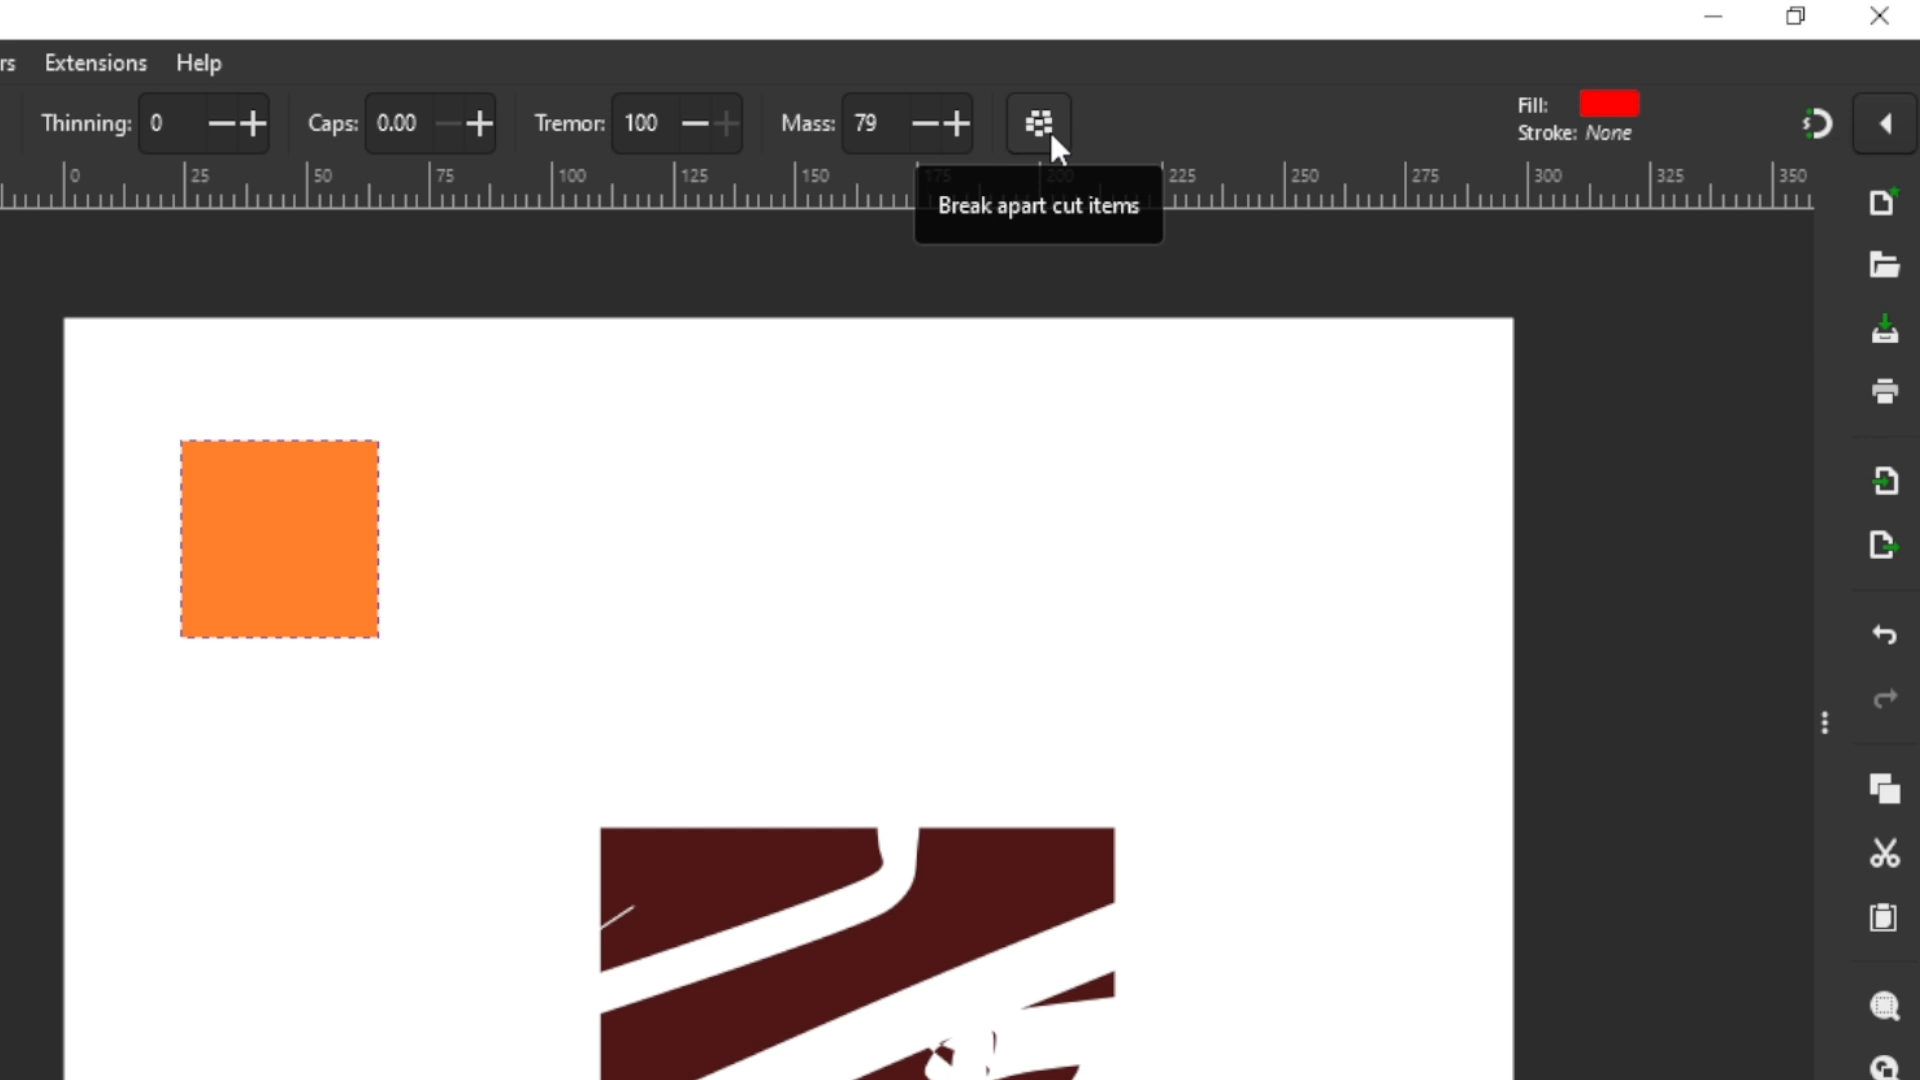 rs Extensions Help
Thinning: 0 Caps: 0.00 Tremor: 100 Mass: 79 Fill:
Stroke: None
0 25 50 75 100 125 150 175 200 225 250 275 300 325 350
Break apart cut items